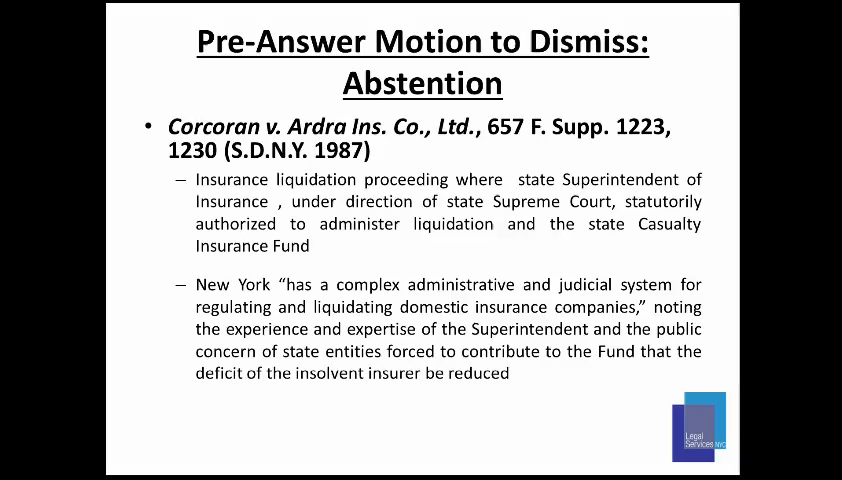 Pre-Answer Motion to Dismiss:
Abstention
• Corcoran v. Ardra Ins. Co., Ltd., 657 F. Supp. 1223,
1230 (S.D.N.Y. 1987)
– Insurance liquidation proceeding where state Superintendent of
Insurance , under direction of state Supreme Court, statutorily
authorized to administer liquidation and the state Casualty
Insurance Fund
– New York “has a complex administrative and judicial system for
regulating and liquidating domestic insurance companies,” noting
the experience and expertise of the Superintendent and the public
concern of state entities forced to contribute to the Fund that the
deficit of the insolvent insurer be reduced
Legal
Services NYC